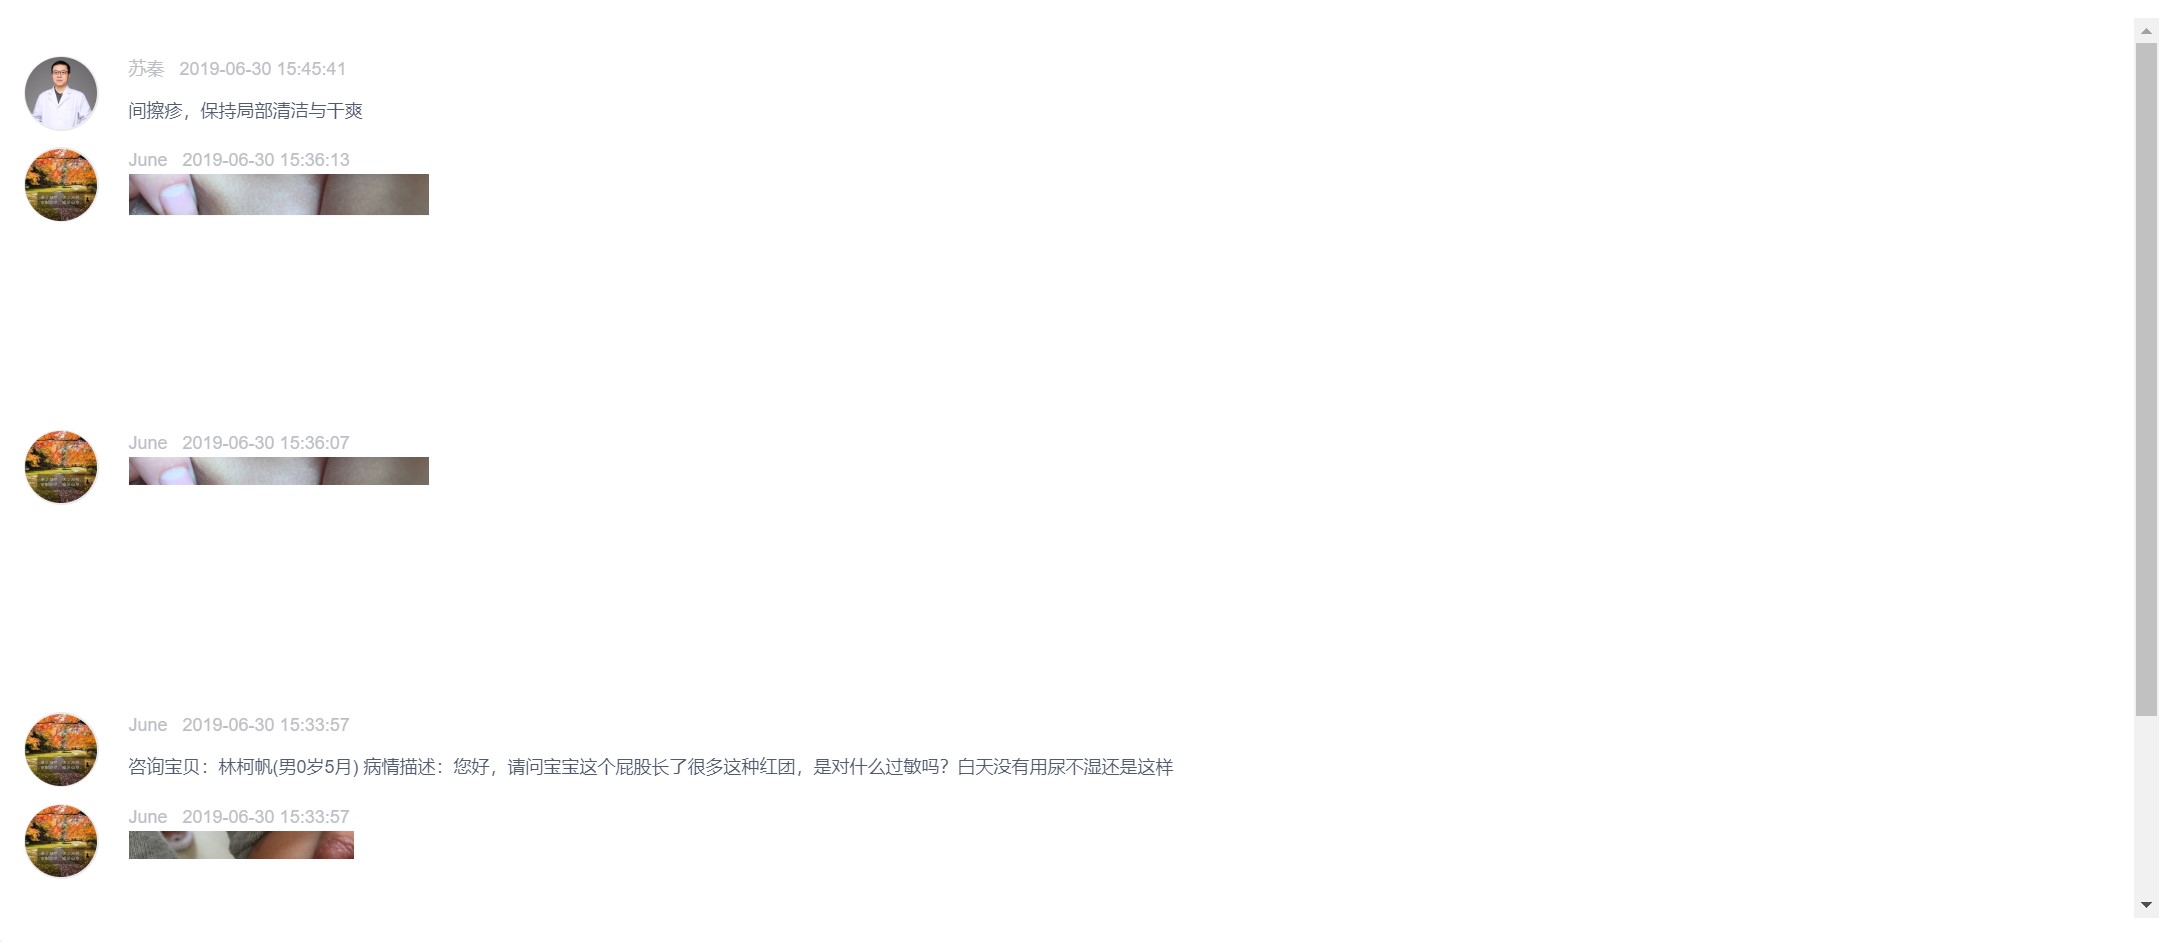 苏秦 2019-06-30 15:45:41
间擦疹，保持局部清洁与干爽
June 2019-06-30 15:36:13
June 2019-06-30 15:36:07
June 2019-06-30 15:33:57
咨询宝贝：林柯帆(男0岁5月) 病情描述：您好，请问宝宝这个屁股长了很多这种红团，是对什么过敏吗？白天没有用尿不湿还是这样
June 2019-06-30 15:33:57